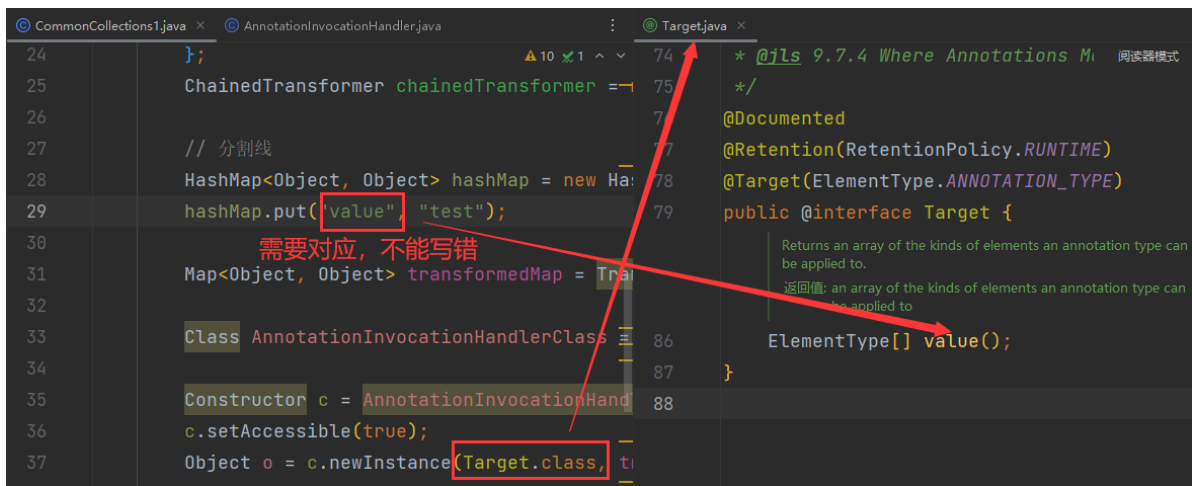 CommonCollections1.java × AnnotationInvocationHandler.java
24 };
10 1
25 ChainedTransformer chainedTransformer =
26
27 // 分割线
28 HashMap<Object, Object> hashMap = new
29 hashMap.put("value", "test");
需要对应，不能写错
30
31 Map<Object, Object> transformedMap =
32
33 Class AnnotationInvocationHandlerClass =
34
35 Constructor c =
36 c.setAccessible(true);
37 Object o = c.newInstance(Target.class,
Target.java ×
74 * @jls 9.7.4 Where Annotations
阅读器模式
75 */
@Documented
@Retention(RetentionPolicy.RUNTIME)
78 @Target(ElementType.ANNOTATION_TYPE)
79 public @interface Target {
Returns an array of the kinds of elements an annotation type can
be applied to.
返回值: an array of the kinds of elements an annotation type can
be applied to
86 ElementType[] value();
87 }
88